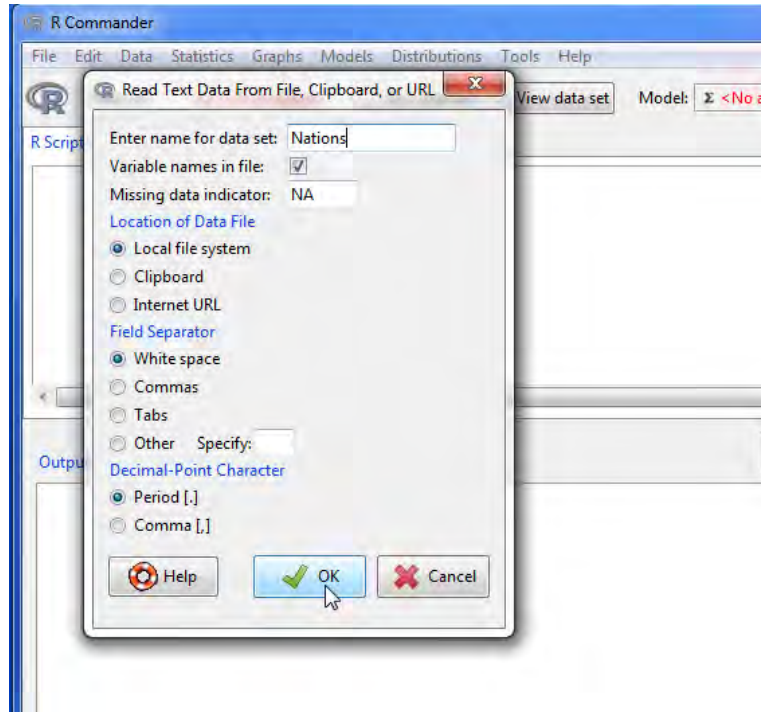 R Commander
File Edit Data Statistics Graphs Models Distributions Tools Help
Read Text Data From File, Clipboard, or URL
View data set Model: Σ <No a
R Script
Enter name for data set: Nations
Variable names in file:
Missing data indicator: NA
Location of Data File
Local file system
Clipboard
Internet URL
Field Separator
White space
Commas
Tabs
Other Specify:
Outpu
Decimal-Point Character
Period [.]
Comma [,]
Help OK Cancel